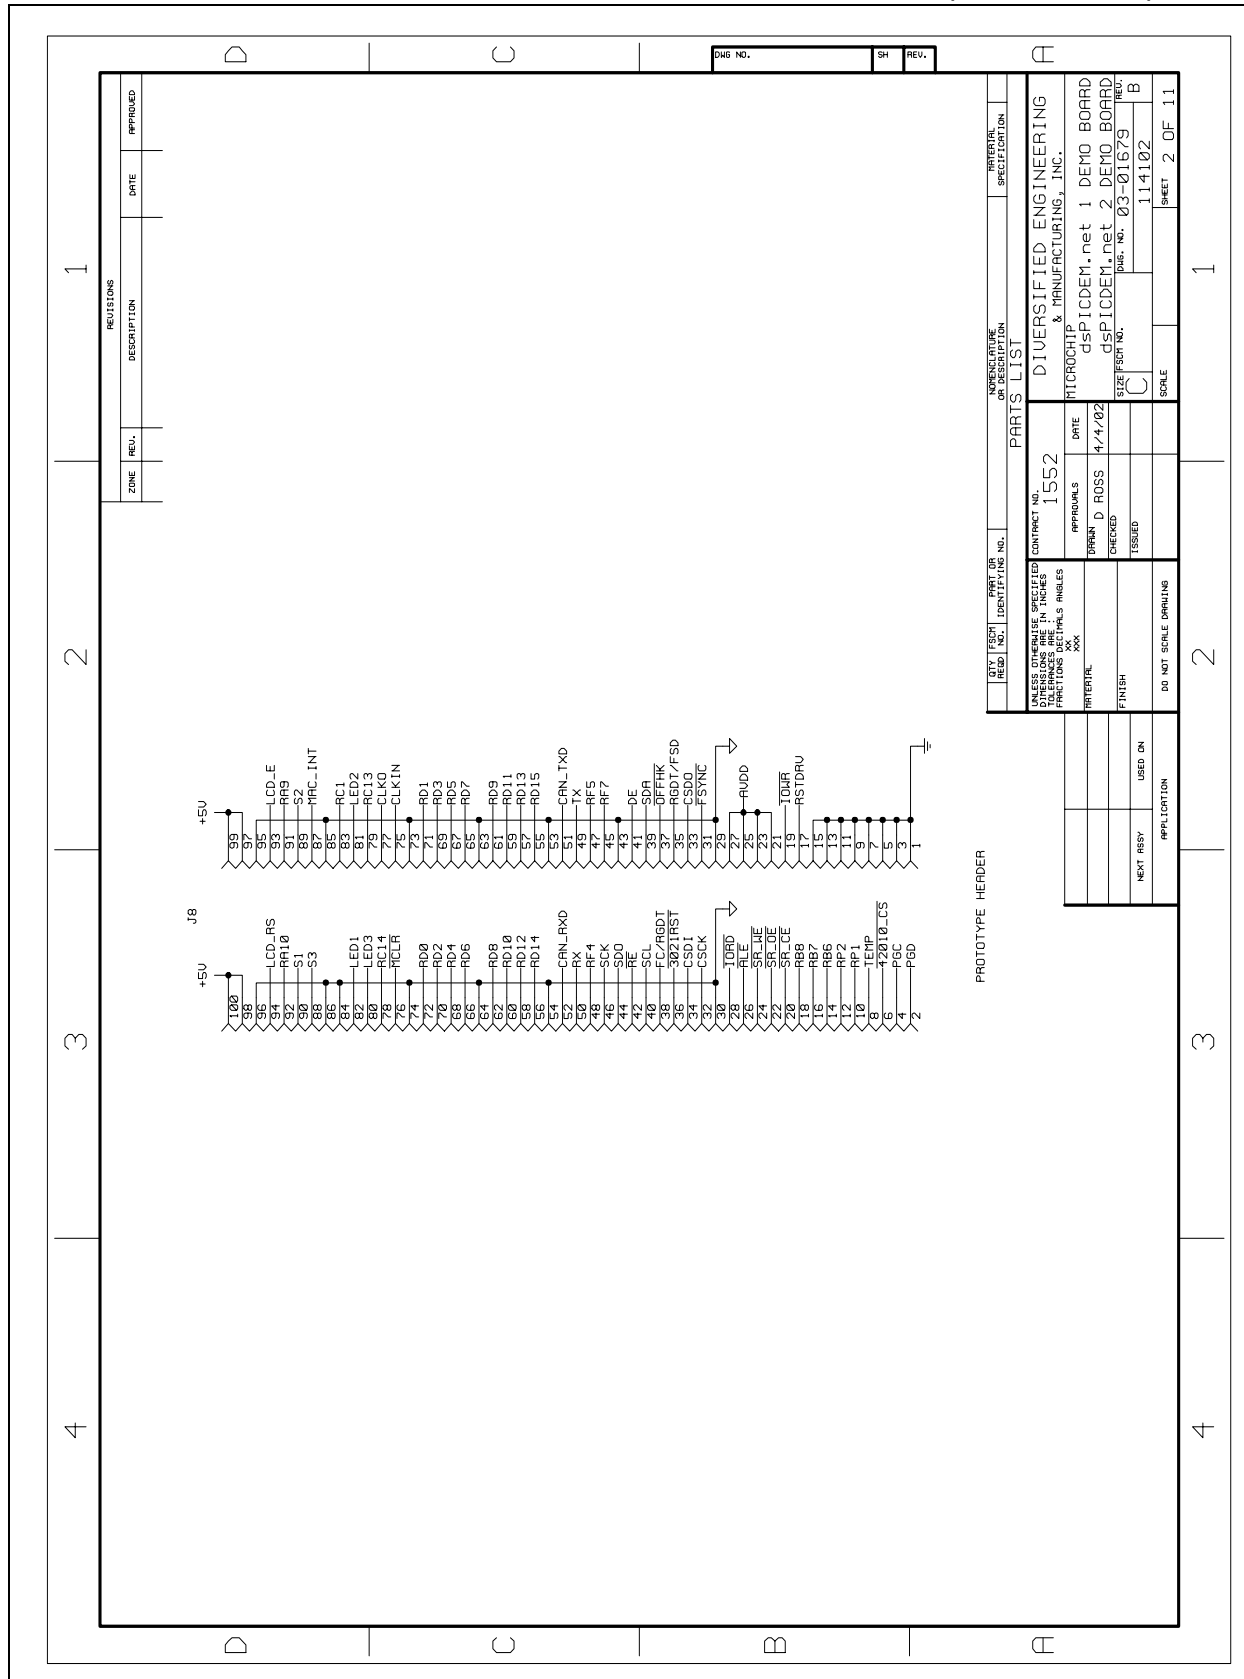 DWG NO. SH REV.
D
C
A
4
3
2
1
REVISIONS
ZONE REV. DESCRIPTION DATE APPROVED
J8
+5V
100
98
96
94 LCD_RS
92 RA10
90 S1
88 S3
86
84
82 LED1
80 LED3
78 RC14
76 MCLR
74
72 RD0
70 RD2
68 RD4
66 RD6
64
62 RD8
60 RD10
58 RD12
56 RD14
54
52 CAN_RXD
50 RX
48 RF4
46 SCK
44 SDO
42 RE
40 SCL
38 FC/RGDT
36 3021RST
34 CSDI
32 CSCK
30
28 IORD
26 ALE
24 SR_WE
22 SR_OE
20 SR_CE
18 RB8
16 RB7
14 RB6
12 RP2
10 RP1
8 TEMP
6 42010_CS
4 PGC
2 PGD
+5V
99
97
95
93 LCD_E
91 RA9
89 S2
87 MAC_INT
85
83 RC1
81 LED2
79 RC13
77 CLKO
75 CLKIN
73
71 RD1
69 RD3
67 RD5
65 RD7
63
61 RD9
59 RD11
57 RD13
55 RD15
53
51 CAN_TXD
49 TX
47 RF5
45 RF7
43
41 DE
39 SDA
37 OFFHK
35 RGDT/FSD
33 CSDO
31 FSYNC
29
27
25 AVDD
23
21
19 IOWR
17 RSTDRV
15
13
11
9
7
5
3
1
PROTOTYPE HEADER
QTY REQD FSCM NO. PART OR IDENTIFYING NO. NOMENCLATURE OR DESCRIPTION MATERIAL SPECIFICATION
PARTS LIST
UNLESS OTHERWISE SPECIFIED
DIMENSIONS ARE IN INCHES
TOLERANCES ARE :
FRACTIONS DECIMALS ANGLES
XX
XXX
MATERIAL
FINISH
DO NOT SCALE DRAWING
NEXT ASSY USED ON
APPLICATION
CONTRACT NO.
1552
APPROVALS DATE
DRAWN D ROSS 4/4/02
CHECKED
ISSUED
DIVERSIFIED ENGINEERING
& MANUFACTURING, INC.
MICROCHIP
dsPICDEM.net 1 DEMO BOARD
dsPICDEM.net 2 DEMO BOARD
SIZE C FSCM NO. DWG. NO. 03-01679 REV. B
114102
SCALE SHEET 2 OF 11
4
3
2
1
D
C
B
A